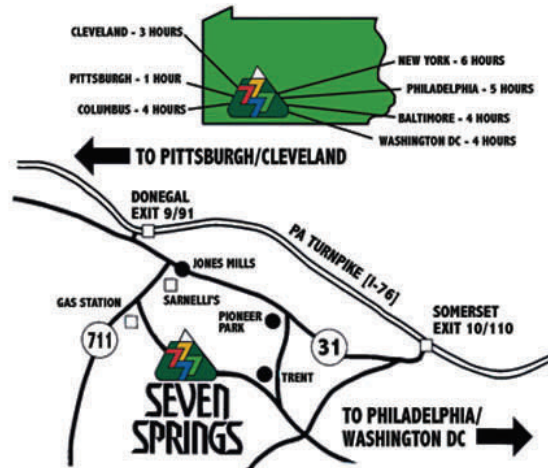 CLEVELAND - 3 HOURS
PITTSBURGH - 1 HOUR
COLUMBUS - 4 HOURS
NEW YORK - 6 HOURS
PHILADELPHIA - 5 HOURS
BALTIMORE - 4 HOURS
WASHINGTON DC - 4 HOURS
TO PITTSBURGH/CLEVELAND
DONEGAL
EXIT 9/91
PA TURNPIKE [I-76]
JONES MILLS
SARNELLI'S
GAS STATION
711
PIONEER
PARK
31
SOMERSET
EXIT 10/110
TRENT
SEVEN
SPRINGS
TO PHILADELPHIA/
WASHINGTON DC